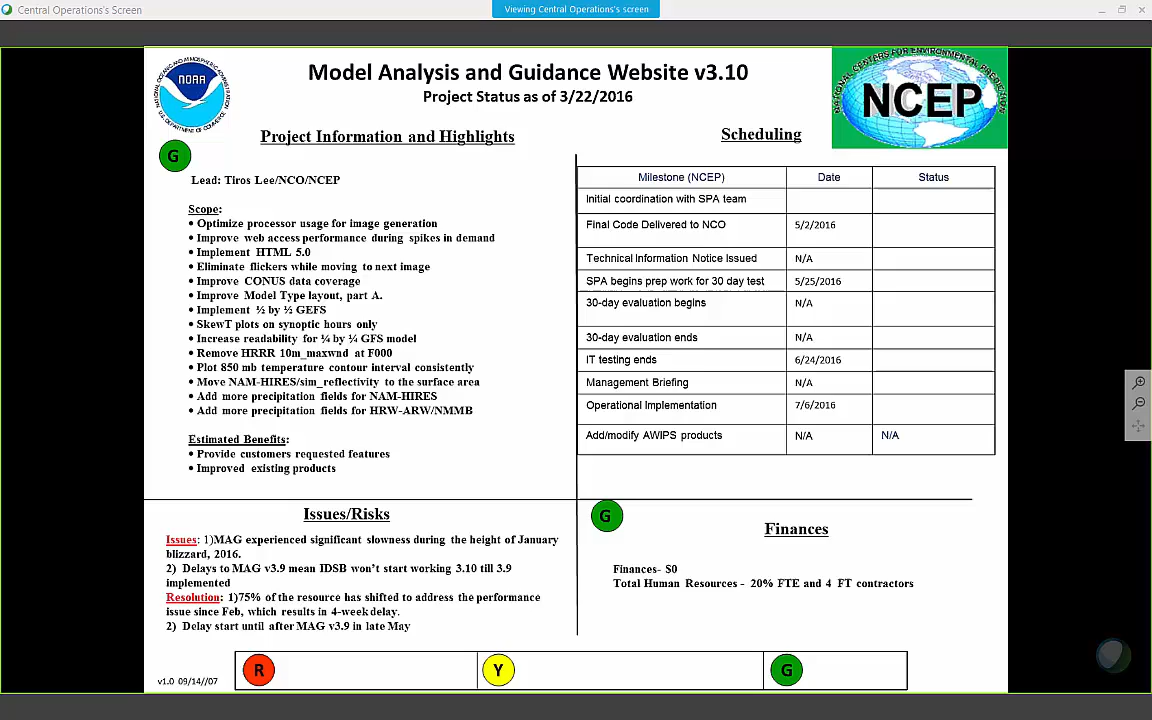 Central Operations's Screen
Viewing Central Operations's screen
NOAA
NATIONAL OCEANIC AND ATMOSPHERIC ADMINISTRATION
U.S. DEPARTMENT OF COMMERCE
Model Analysis and Guidance Website v3.10
Project Status as of 3/22/2016
NATIONAL CENTERS FOR ENVIRONMENTAL PREDICTION
NCEP
Project Information and Highlights
G
Lead: Tiros Lee/NCO/NCEP
Scope:
• Optimize processor usage for image generation
• Improve web access performance during spikes in demand
• Implement HTML 5.0
• Eliminate flickers while moving to next image
• Improve CONUS data coverage
• Improve Model Type layout, part A.
• Implement ½ by ½ GEFS
• SkewT plots on synoptic hours only
• Increase readability for ¼ by ¼ GFS model
• Remove HRRR 10m_maxwnd at F000
• Plot 850 mb temperature contour interval consistently
• Move NAM-HIRES/sim_reflectivity to the surface area
• Add more precipitation fields for NAM-HIRES
• Add more precipitation fields for HRW-ARW/NMMB
Estimated Benefits:
• Provide customers requested features
• Improved existing products
Scheduling
Milestone (NCEP) Date Status
Initial coordination with SPA team
Final Code Delivered to NCO 5/2/2016
Technical Information Notice Issued N/A
SPA begins prep work for 30 day test 5/25/2016
30-day evaluation begins N/A
30-day evaluation ends N/A
IT testing ends 6/24/2016
Management Briefing N/A
Operational Implementation 7/6/2016
Add/modify AWIPS products N/A N/A
Issues/Risks
Issues: 1)MAG experienced significant slowness during the height of January
blizzard, 2016.
2) Delays to MAG v3.9 mean IDSB won't start working 3.10 till 3.9
implemented
Resolution: 1)75% of the resource has shifted to address the performance
issue since Feb, which results in 4-week delay.
2) Delay start until after MAG v3.9 in late May
G
Finances
Finances- $0
Total Human Resources - 20% FTE and 4 FT contractors
v1.0 09/14//07
R
Y
G